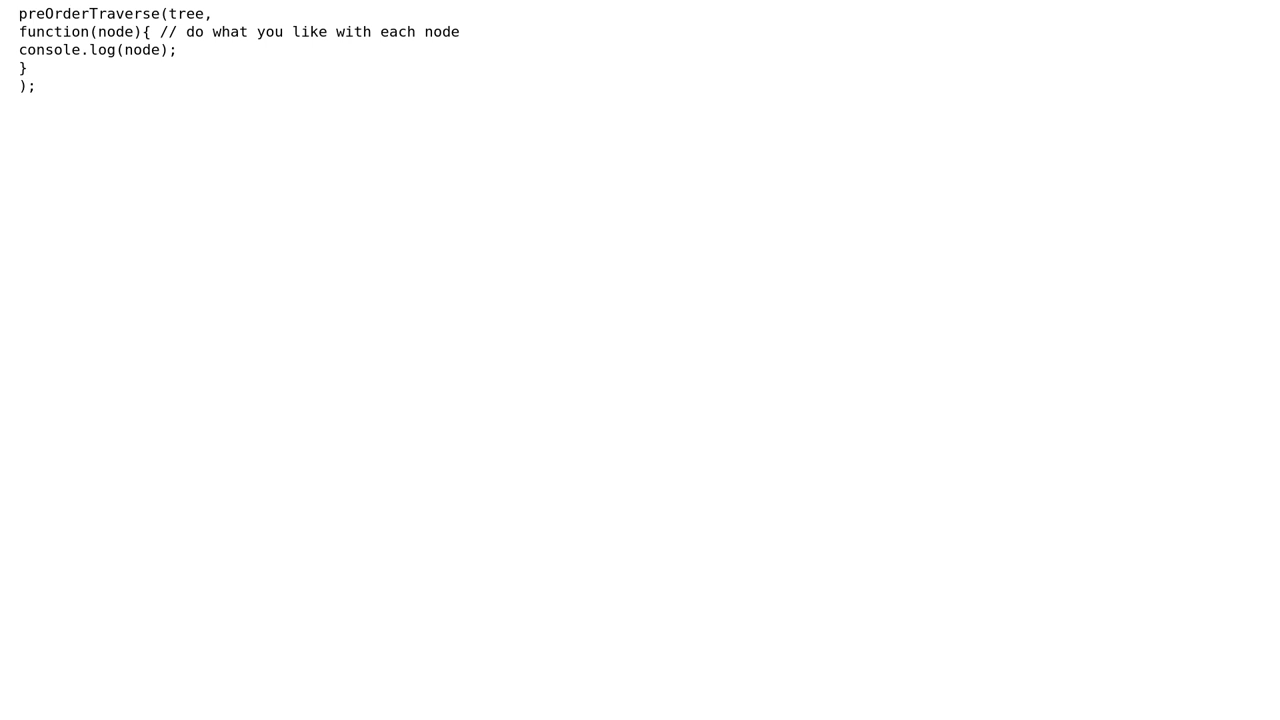 preOrderTraverse(tree,
function(node){ // do what you like with each node
console.log(node);
}
);